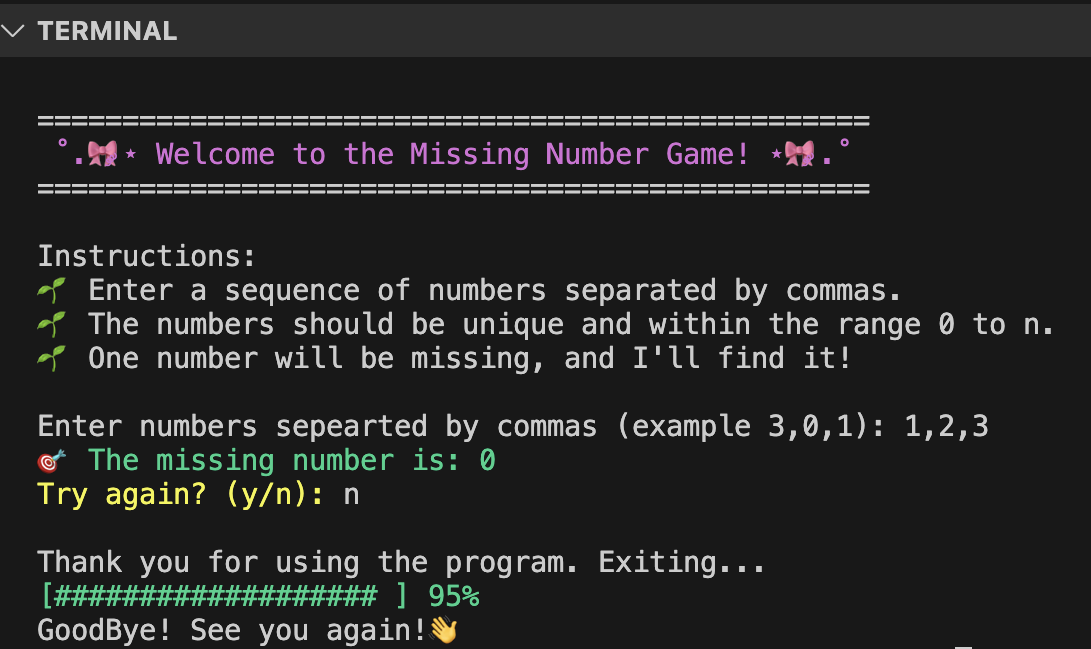 TERMINAL
=================================================
˚.🎀⋆ Welcome to the Missing Number Game! ⋆🎀.˚
=================================================
Instructions:
🌱 Enter a sequence of numbers separated by commas.
🌱 The numbers should be unique and within the range 0 to n.
🌱 One number will be missing, and I'll find it!
Enter numbers sepearted by commas (example 3,0,1): 1,2,3
🎯 The missing number is: 0
Try again? (y/n): n
Thank you for using the program. Exiting...
[################### ] 95%
GoodBye! See you again!👋